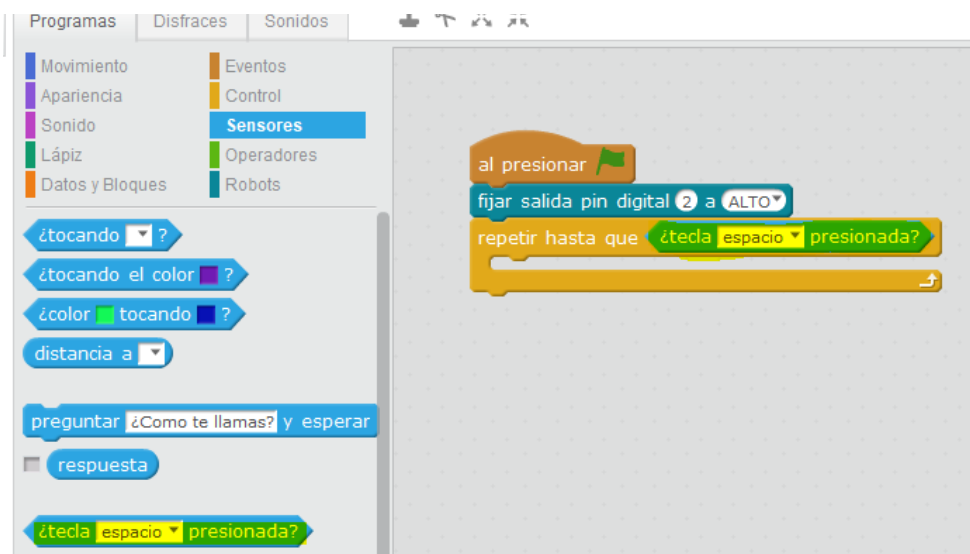 Programas Disfraces Sonidos
Movimiento Eventos
Apariencia Control
Sonido Sensores
Lápiz Operadores
Datos y Bloques Robots
¿tocando ?
¿tocando el color ?
¿color tocando ?
distancia a
preguntar ¿Como te llamas? y esperar
respuesta
¿tecla espacio presionada?
al presionar
fijar salida pin digital 2 a ALTO
repetir hasta que ¿tecla espacio presionada?